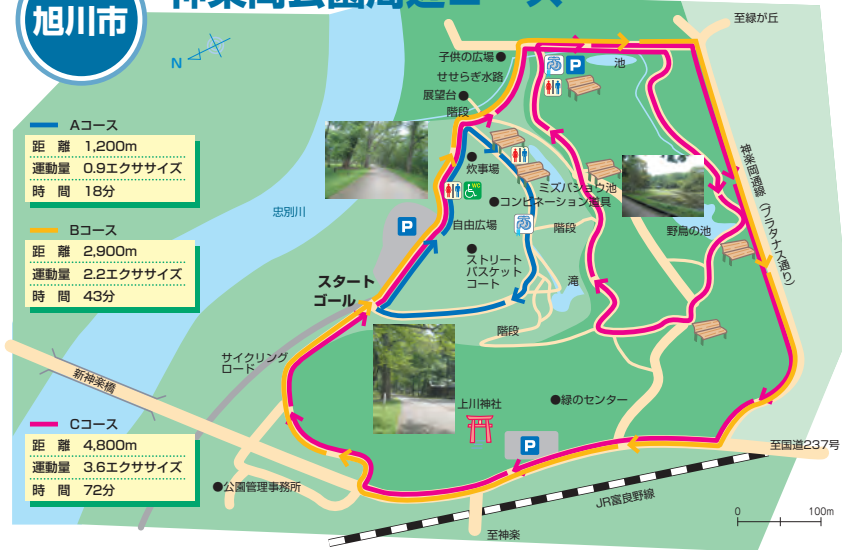 旭川市
神楽岡公園周遊コース
N
至緑が丘
子供の広場
せせらぎ水路
展望台
階段
P
池
Aコース
距離 1,200m
運動量 0.9エクササイズ
時間 18分
炊事場
ミズバショウ池
コンビネーション遊具
WC
自由広場
階段
野鳥の池
神楽岡通線(プラタナス通り)
忠別川
P
Bコース
距離 2,900m
運動量 2.2エクササイズ
時間 43分
ストリート
バスケット
コート
滝
スタート
ゴール
階段
サイクリング
ロード
新神楽橋
上川神社
緑のセンター
Cコース
距離 4,800m
運動量 3.6エクササイズ
時間 72分
P
至国道237号
公園管理事務所
JR富良野線
至神楽
0 100m